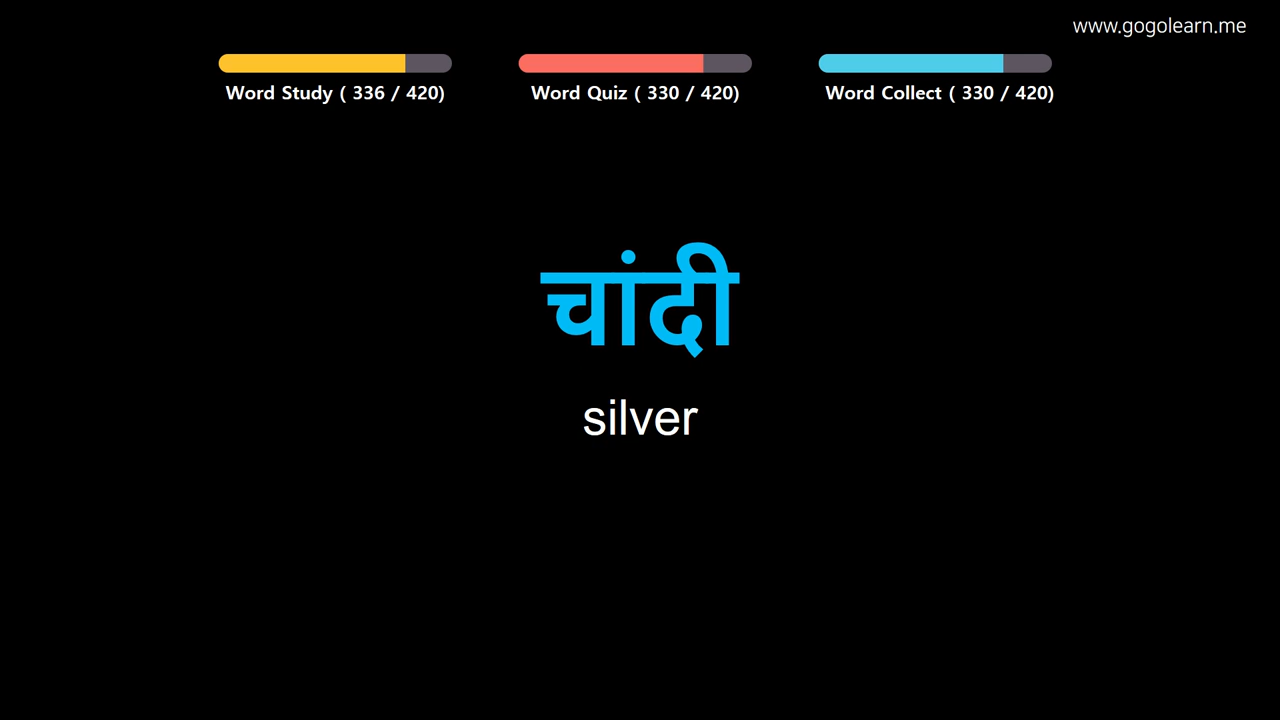 www.gogolearn.me
Word Study ( 336 / 420)
Word Quiz ( 330 / 420)
Word Collect ( 330 / 420)
चांदी
silver